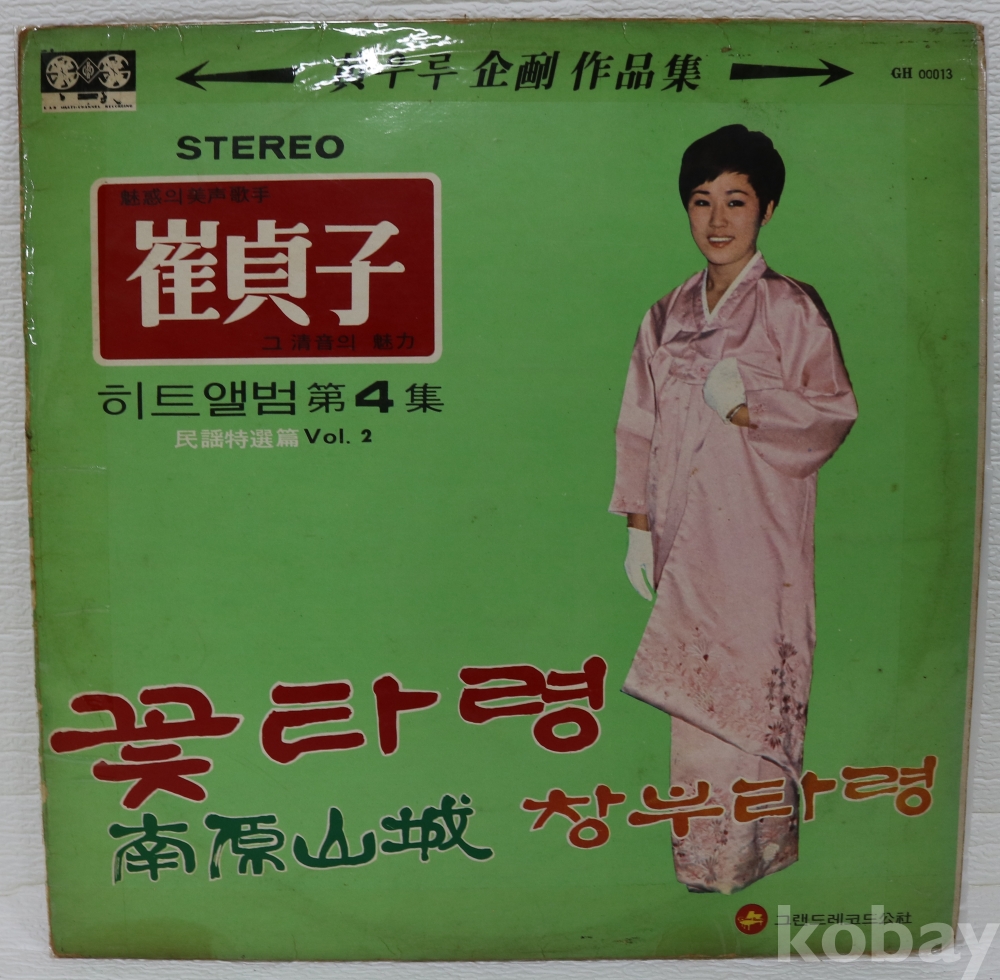 真부루 企劃 作品集
GH 00013
STEREO
魅惑의 美声歌手
崔貞子
그 清音의 魅力
히트앨범 第4集
民謡特選篇 Vol. 2
꽃타령
南原山城
창부타령
그랜드레코드公社
kobay